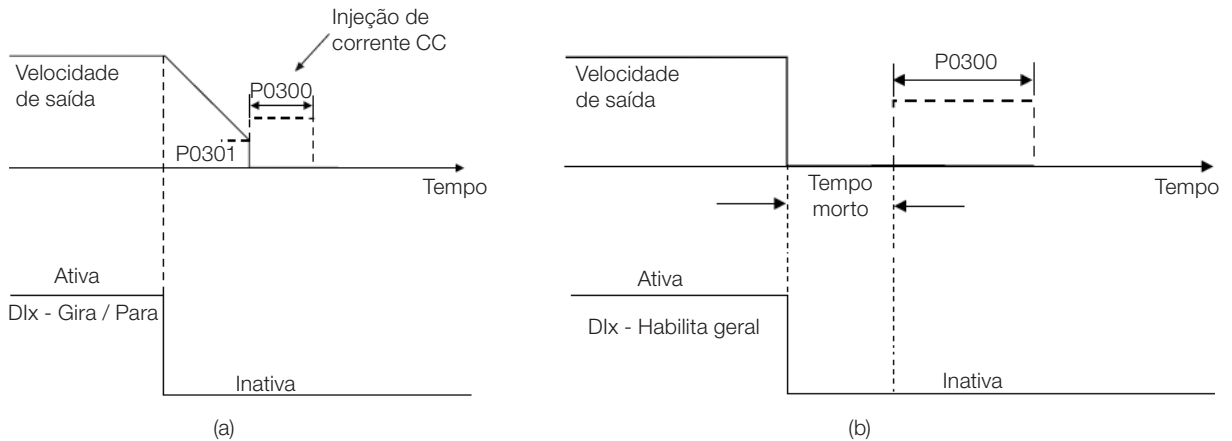 Injeção de
corrente CC
Velocidade
de saída
P0300
P0301
Tempo
Ativa
DIx - Gira / Para
Inativa
(a)
Velocidade
de saída
P0300
Tempo
morto
Tempo
Ativa
DIx - Habilita geral
Inativa
(b)